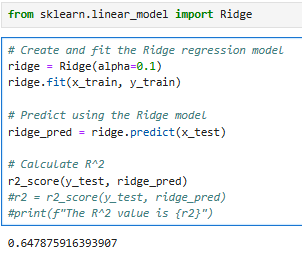 from sklearn.linear_model import Ridge
# Create and fit the Ridge regression model
ridge = Ridge(alpha=0.1)
ridge.fit(x_train, y_train)
# Predict using the Ridge model
ridge_pred = ridge.predict(x_test)
# Calculate R^2
r2_score(y_test, ridge_pred)
#r2 = r2_score(y_test, ridge_pred)
#print(f"The R^2 value is {r2}")
0.647875916393907